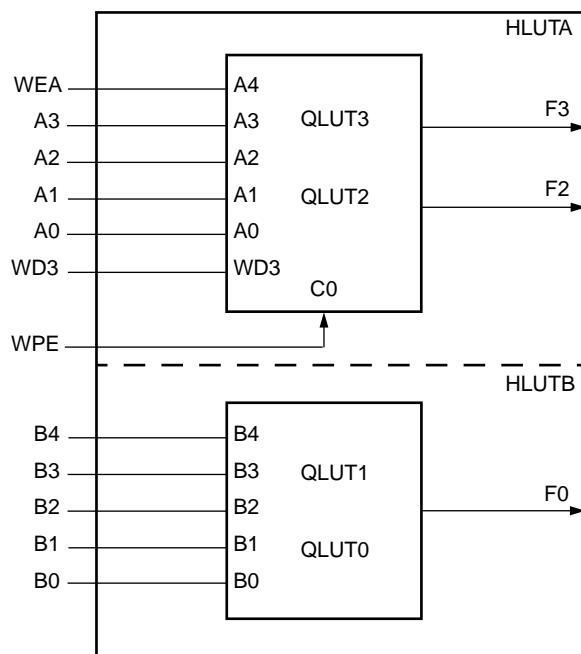 HLUTA
WEA A4
A3 A3 QLUT3 F3
A2 A2
A1 A1 QLUT2 F2
A0 A0
WD3 WD3
C0
WPE
HLUTB
B4 B4
B3 B3 QLUT1
B2 B2 F0
B1 B1 QLUT0
B0 B0